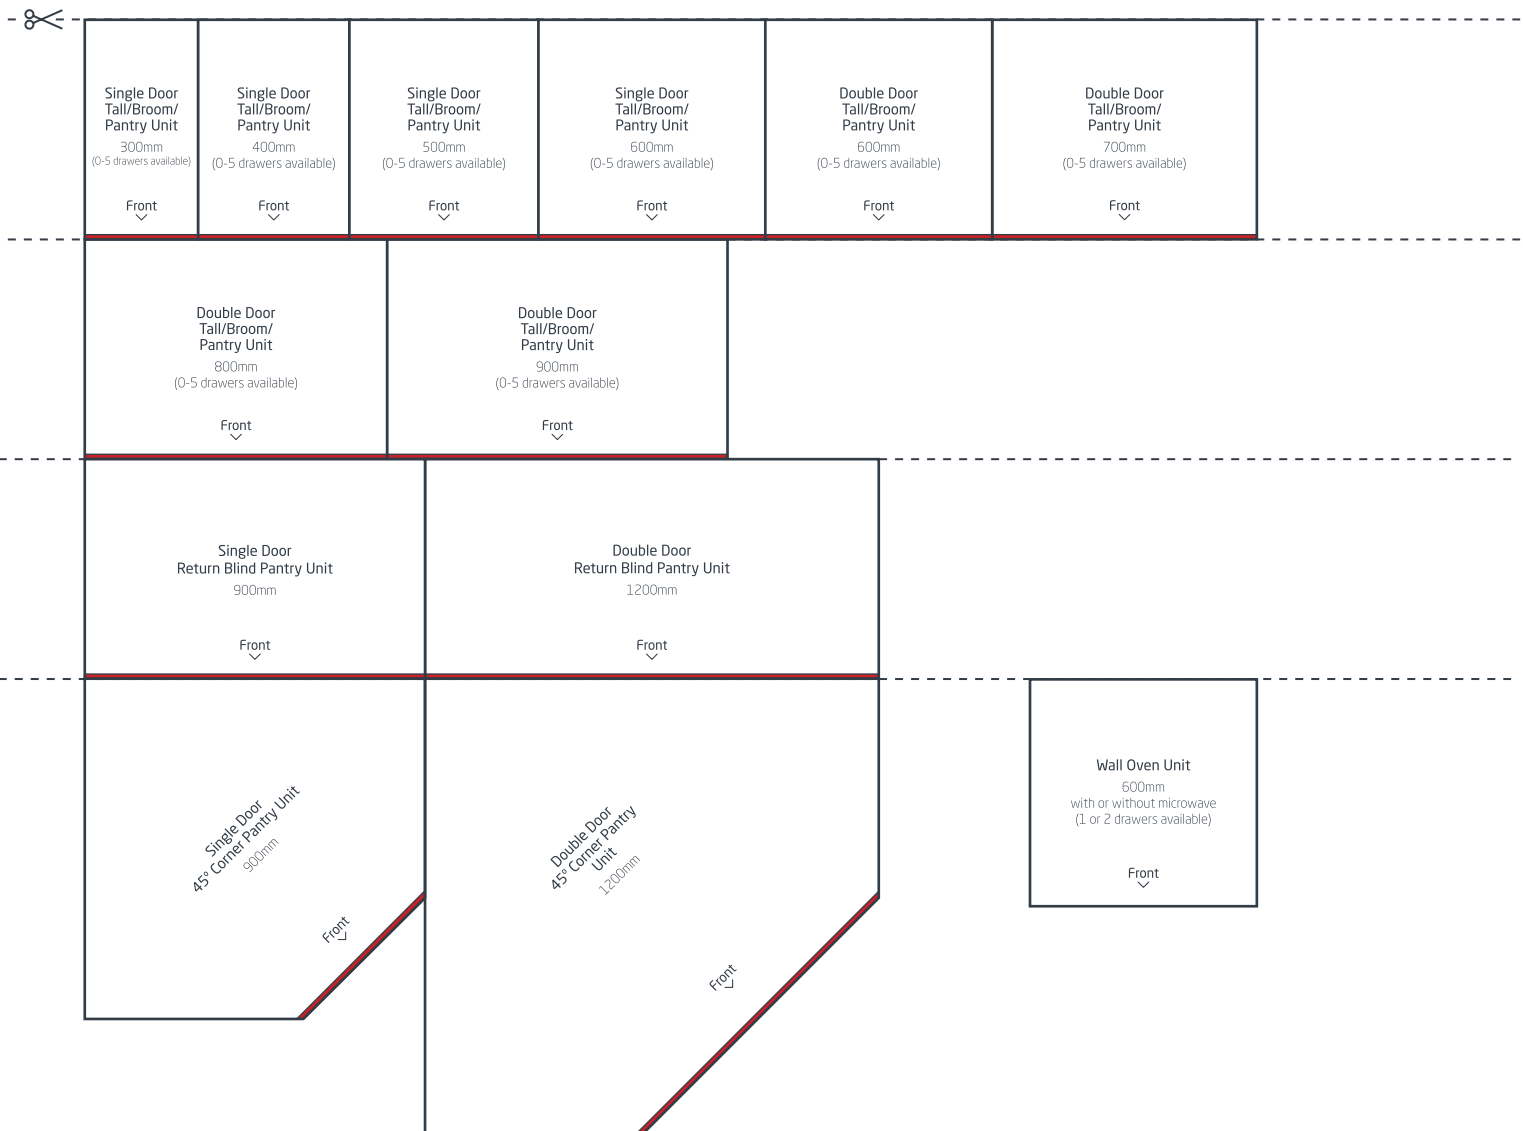 Single Door
Tall/Broom/
Pantry Unit
300mm
(0-5 drawers available)
Front
Single Door
Tall/Broom/
Pantry Unit
400mm
(0-5 drawers available)
Front
Single Door
Tall/Broom/
Pantry Unit
500mm
(0-5 drawers available)
Front
Single Door
Tall/Broom/
Pantry Unit
600mm
(0-5 drawers available)
Front
Double Door
Tall/Broom/
Pantry Unit
600mm
(0-5 drawers available)
Front
Double Door
Tall/Broom/
Pantry Unit
700mm
(0-5 drawers available)
Front
Double Door
Tall/Broom/
Pantry Unit
800mm
(0-5 drawers available)
Front
Double Door
Tall/Broom/
Pantry Unit
900mm
(0-5 drawers available)
Front
Single Door
Return Blind Pantry Unit
900mm
Front
Double Door
Return Blind Pantry Unit
1200mm
Front
Single Door
45° Corner Pantry Unit
900mm
Front
Double Door
45° Corner Pantry
Unit
1200mm
Front
Wall Oven Unit
600mm
with or without microwave
(1 or 2 drawers available)
Front